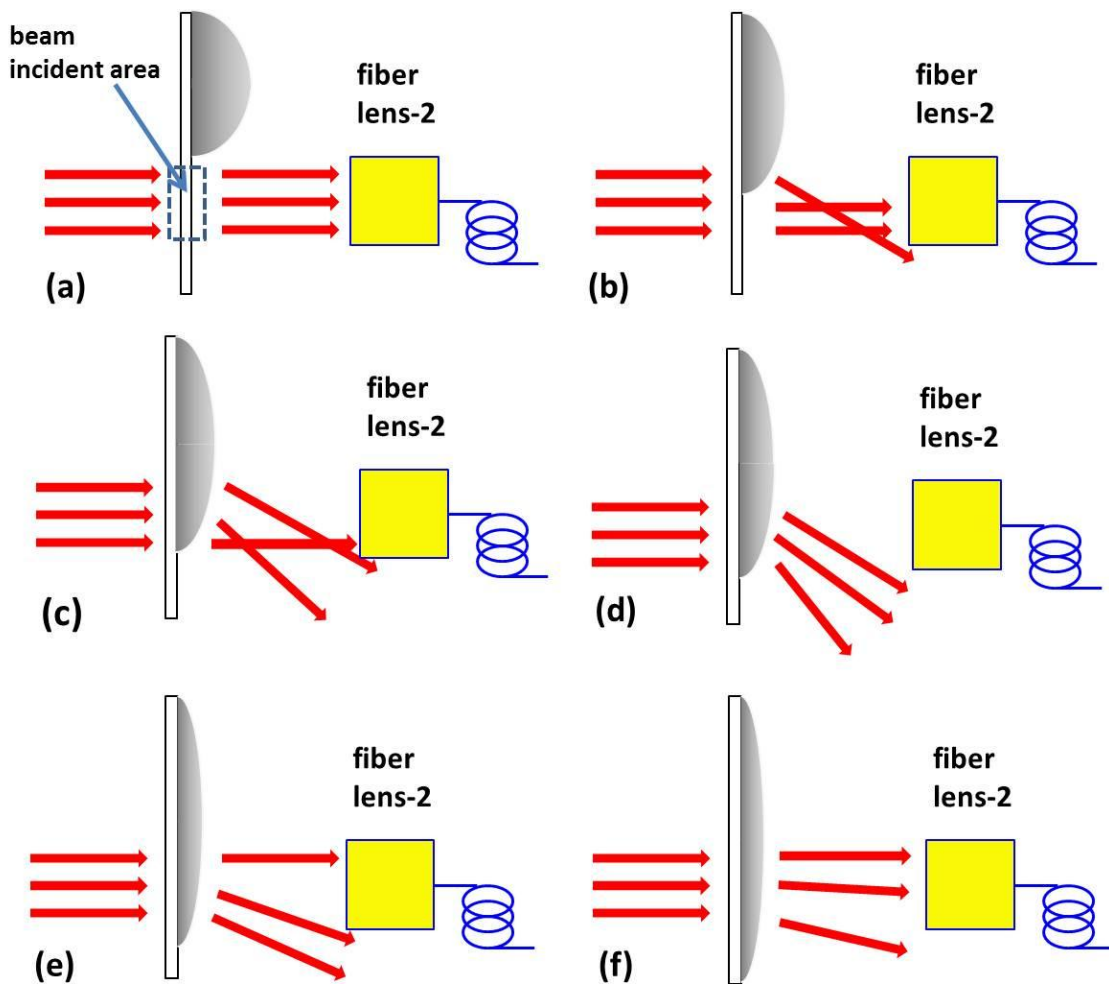 beam
incident area
fiber
lens-2
(a)
fiber
lens-2
(b)
fiber
lens-2
(c)
fiber
lens-2
(d)
fiber
lens-2
(e)
fiber
lens-2
(f)